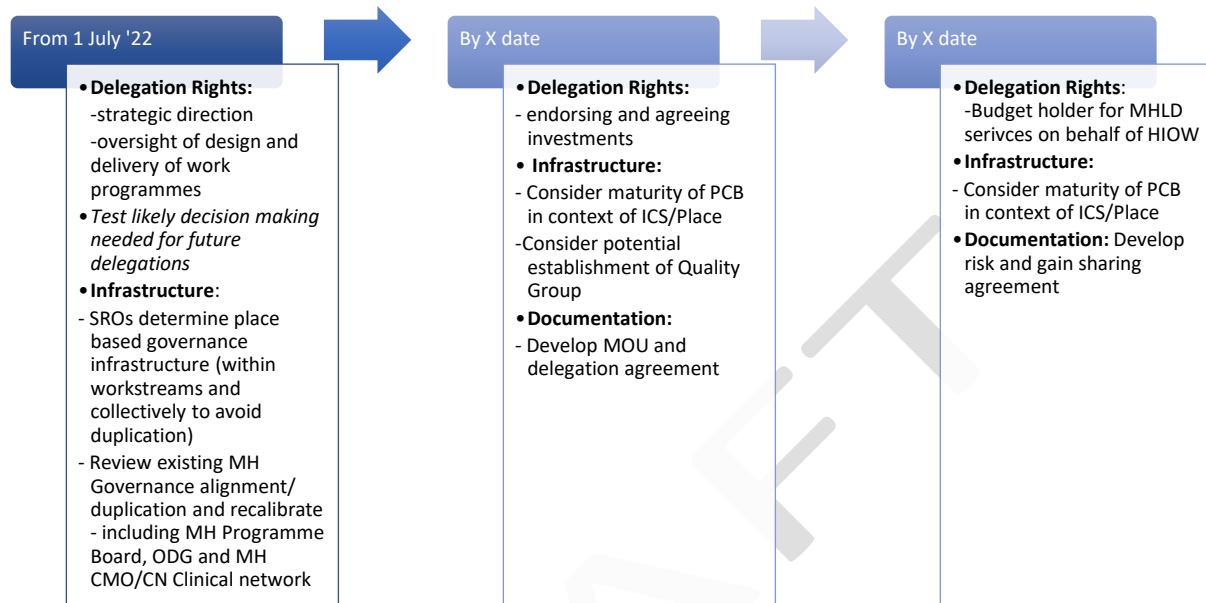 From 1 July '22
•Delegation Rights:
-strategic direction
-oversight of design and
delivery of work
programmes
•Test likely decision making
needed for future
delegations
•Infrastructure:
- SROs determine place
based governance
infrastructure (within
workstreams and
collectively to avoid
duplication)
- Review existing MH
Governance alignment/
duplication and recalibrate
- including MH Programme
Board, ODG and MH
CMO/CN Clinical network
By X date
•Delegation Rights:
- endorsing and agreeing
investments
• Infrastructure:
- Consider maturity of PCB
in context of ICS/Place
-Consider potential
establishment of Quality
Group
•Documentation:
- Develop MOU and
delegation agreement
By X date
•Delegation Rights:
-Budget holder for MHLD
serivces on behalf of HIOW
•Infrastructure:
- Consider maturity of PCB
in context of ICS/Place
•Documentation: Develop
risk and gain sharing
agreement
AFT